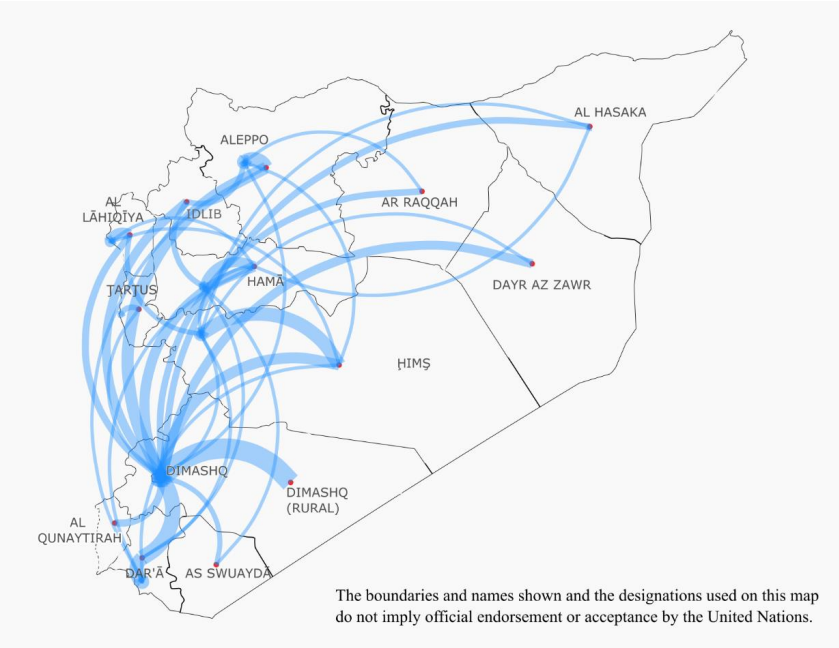 AL HASAKA
ALEPPO
AR RAQQAH
AL
LĀHIQĪYA
IDLIB
HAMĀ
DAYR AZ ZAWR
ṬARṬUS
ḤIMṢ
DIMASHQ
DIMASHQ
(RURAL)
AL
QUNAYTIRAH
DAR'Ā
AS SWUAYDĀ
The boundaries and names shown and the designations used on this map
do not imply official endorsement or acceptance by the United Nations.